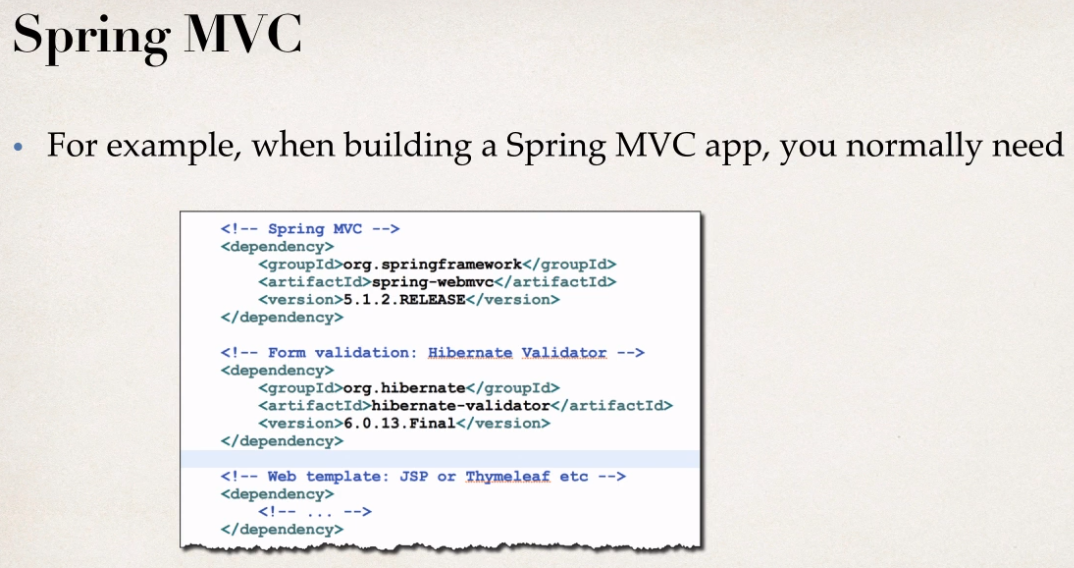 Spring MVC
• For example, when building a Spring MVC app, you normally need
<!-- Spring MVC -->
<dependency>
    <groupId>org.springframework</groupId>
    <artifactId>spring-webmvc</artifactId>
    <version>5.1.2.RELEASE</version>
</dependency>
<!-- Form validation: Hibernate Validator -->
<dependency>
    <groupId>org.hibernate</groupId>
    <artifactId>hibernate-validator</artifactId>
    <version>6.0.13.Final</version>
</dependency>
<!-- Web template: JSP or Thymeleaf etc -->
<dependency>
    <!-- ... -->
</dependency>